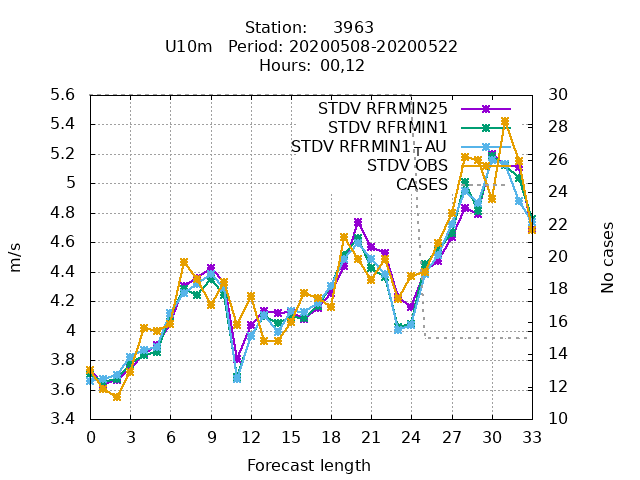 Station:     3963
U10m   Period: 20200508-20200522
Hours:  00,12
STDV RFRMIN25
STDV RFRMIN1
STDV RFRMIN1+AU
STDV OBS
CASES
m/s
5.6
5.4
5.2
5
4.8
4.6
4.4
4.2
4
3.8
3.6
3.4
30
28
26
24
22
20
18
16
14
12
10
No cases
0 3 6 9 12 15 18 21 24 27 30 33
Forecast length